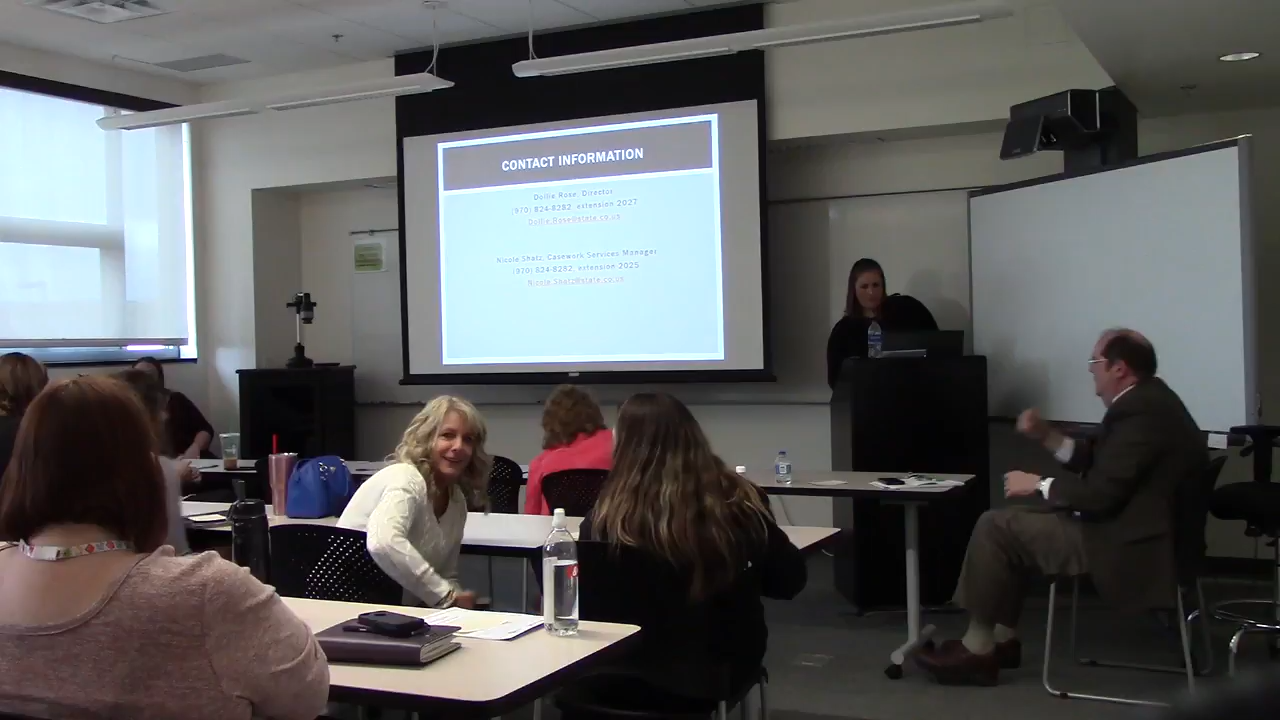 CONTACT INFORMATION
Dollie Rose, Director
(970) 824-8282, extension 2027
Dollie.Rose@state.co.us
Nicole Shatz, Casework Services Manager
(970) 824-8282, extension 2025
Nicole.Shatz@state.co.us